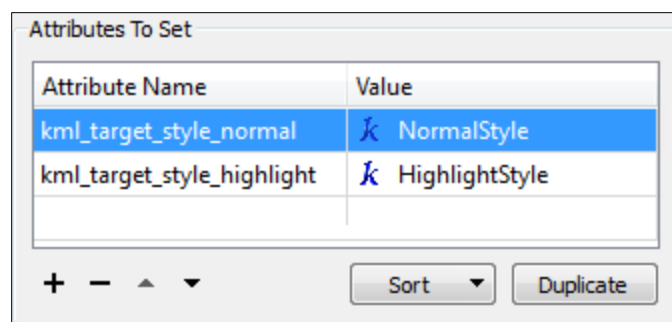 Attributes To Set
Attribute Name Value
kml_target_style_normal k NormalStyle
kml_target_style_highlight k HighlightStyle
Sort Duplicate